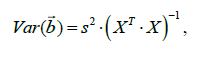 Var(b⃗) = s² · (Xᵀ · X)⁻¹,